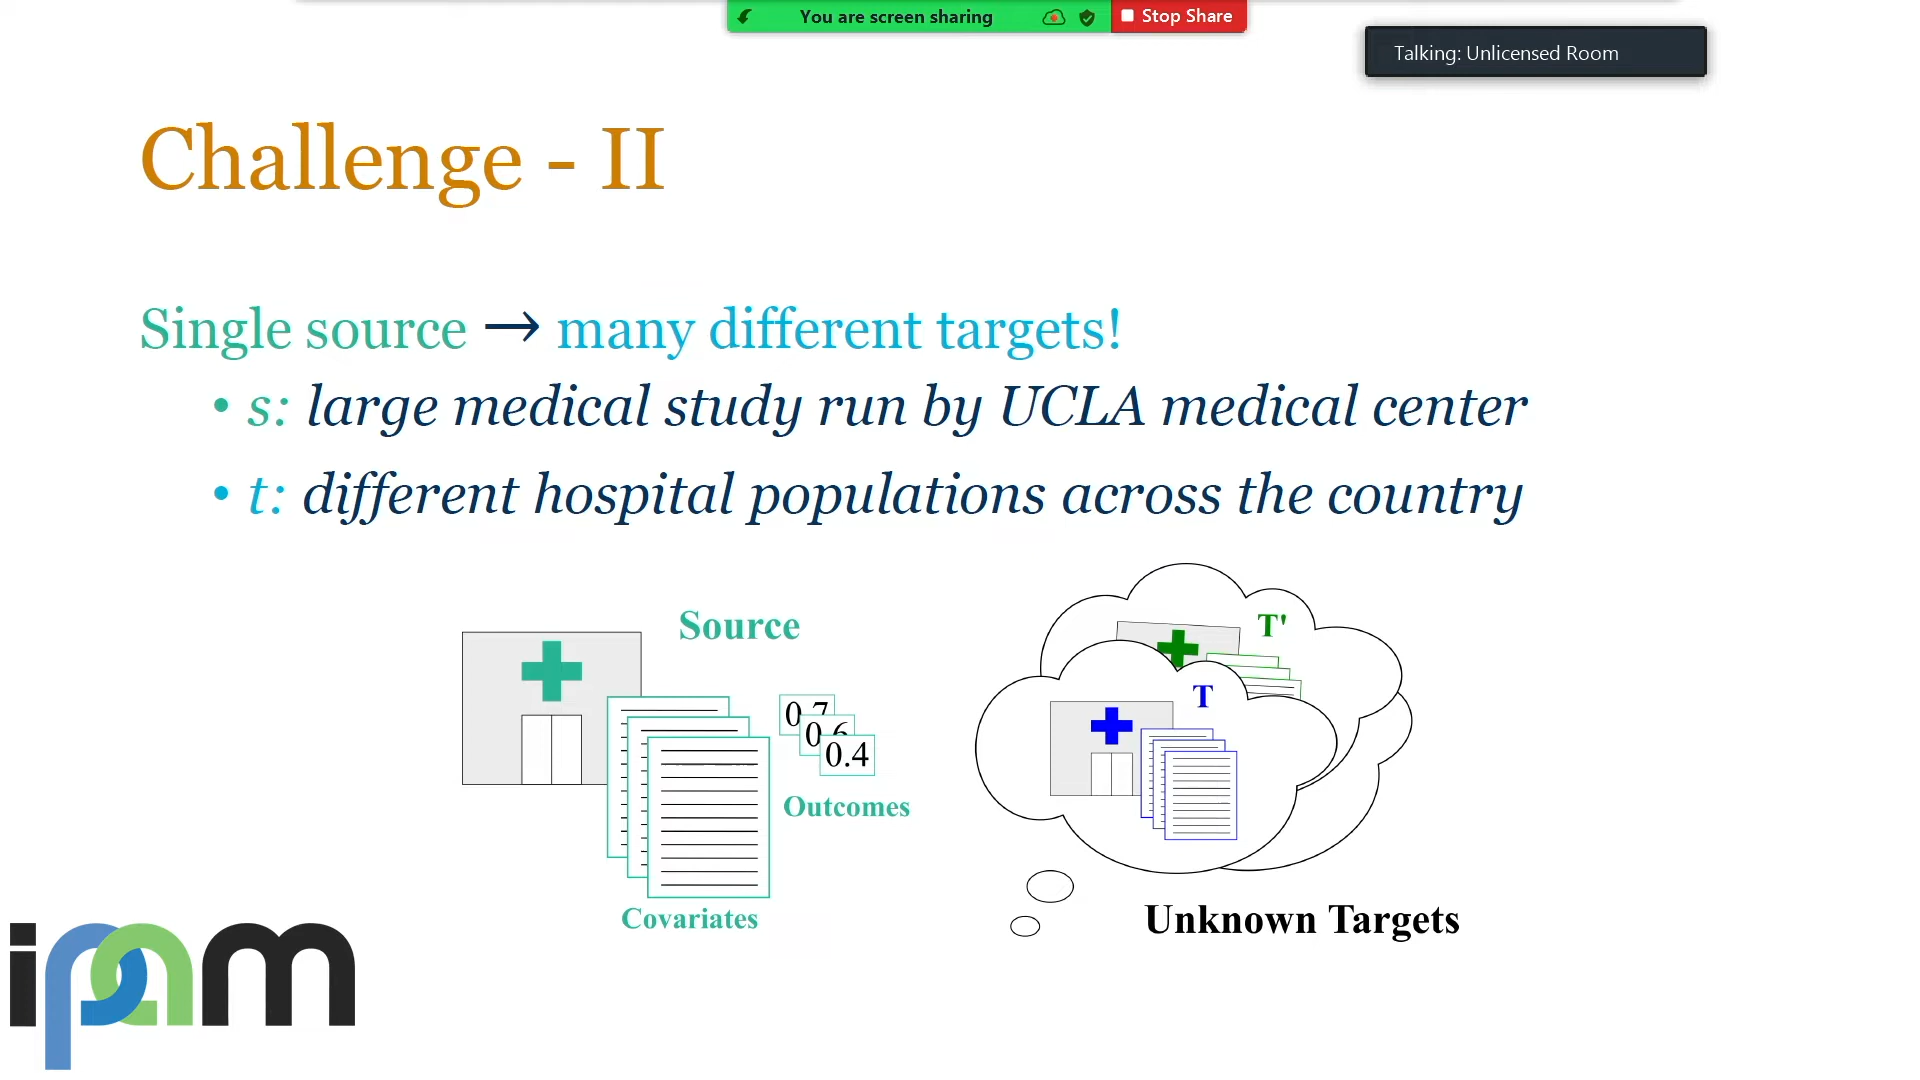 You are screen sharing
Stop Share
Talking: Unlicensed Room
Challenge - II
Single source → many different targets!
• s: large medical study run by UCLA medical center
• t: different hospital populations across the country
Source
0.7
0.6
0.4
Outcomes
Covariates
T'
T
Unknown Targets
ipam